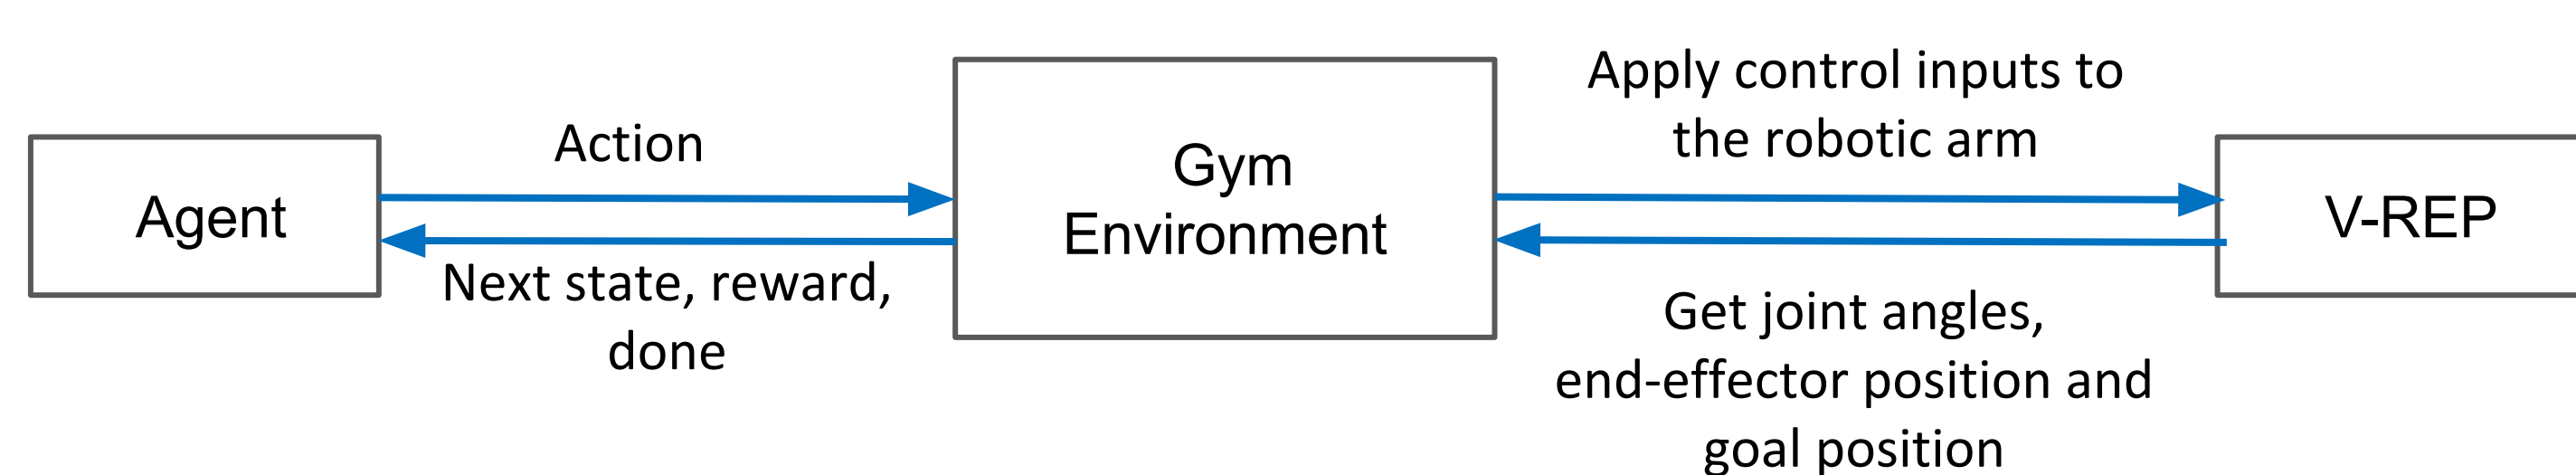 Agent
Action
Next state, reward,
done
Gym
Environment
Apply control inputs to
the robotic arm
Get joint angles,
end-effector position and
goal position
V-REP